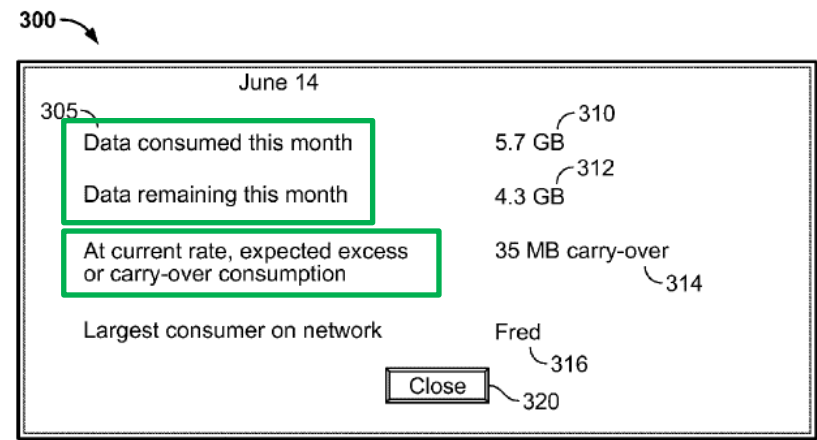 300
June 14
305
310
Data consumed this month 5.7 GB
312
Data remaining this month 4.3 GB
At current rate, expected excess 35 MB carry-over
or carry-over consumption
314
Largest consumer on network Fred
316
Close
320